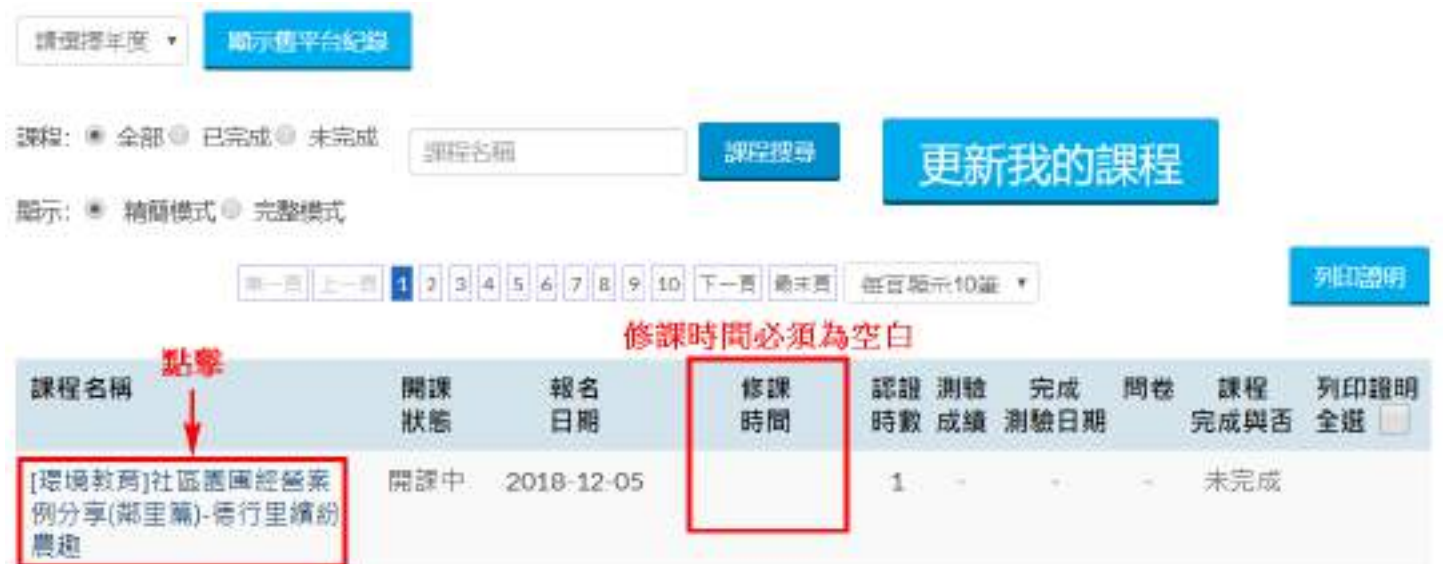 請選擇年度 顯示舊平台紀錄
課程: 全部 已完成 未完成 課程名稱 課程搜尋 更新我的課程
顯示: 精簡模式 完整模式
第一頁 上一頁 1 2 3 4 5 6 7 8 9 10 下一頁 最末頁 每頁顯示10筆 列印證明
修課時間必須為空白
點擊
課程名稱 開課 報名 修課 認證 測驗 完成 問卷 課程 列印證明
狀態 日期 時間 時數 成績 測驗日期 完成與否 全選
[環境教育]社區園圃經營案 開課中 2018-12-05 1 - - - 未完成
例分享(鄰里篇)-德行里繽紛
農趣